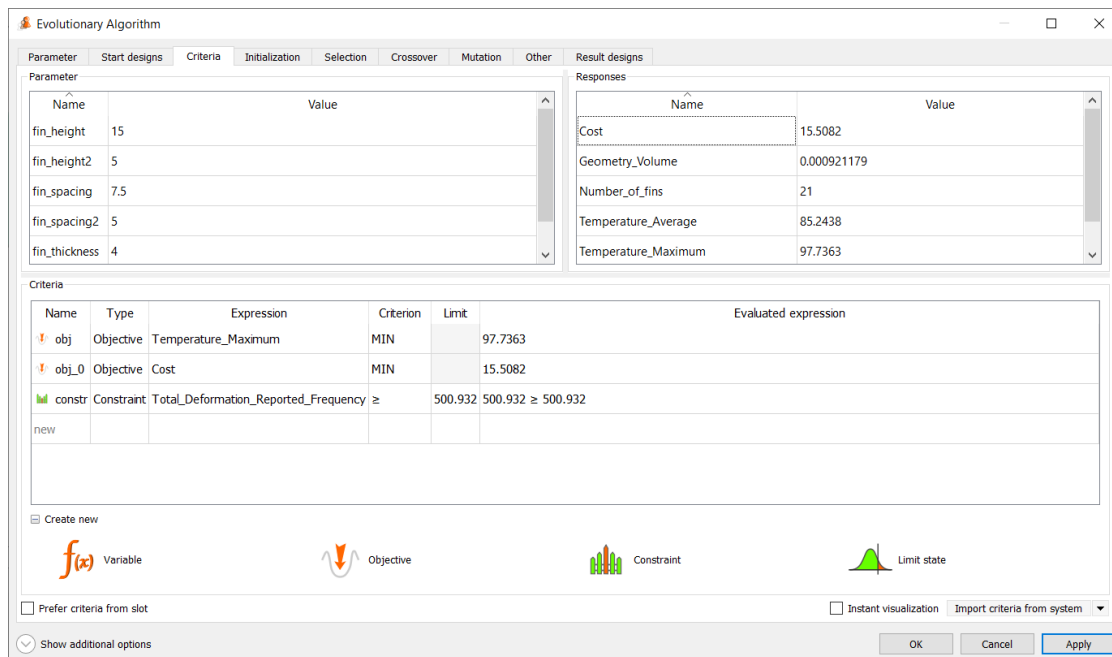 Evolutionary Algorithm
Parameter Start designs Criteria Initialization Selection Crossover Mutation Other Result designs
Parameter
Name Value
fin_height 15
fin_height2 5
fin_spacing 7.5
fin_spacing2 5
fin_thickness 4
Responses
Name Value
Cost 15.5082
Geometry_Volume 0.000921179
Number_of_fins 21
Temperature_Average 85.2438
Temperature_Maximum 97.7363
Criteria
Name Type Expression Criterion Limit Evaluated expression
obj Objective Temperature_Maximum MIN 97.7363
obj_0 Objective Cost MIN 15.5082
constr Constraint Total_Deformation_Reported_Frequency ≥ 500.932 500.932 ≥ 500.932
new
Create new
f(x) Variable Objective Constraint Limit state
Prefer criteria from slot Instant visualization Import criteria from system
Show additional options OK Cancel Apply